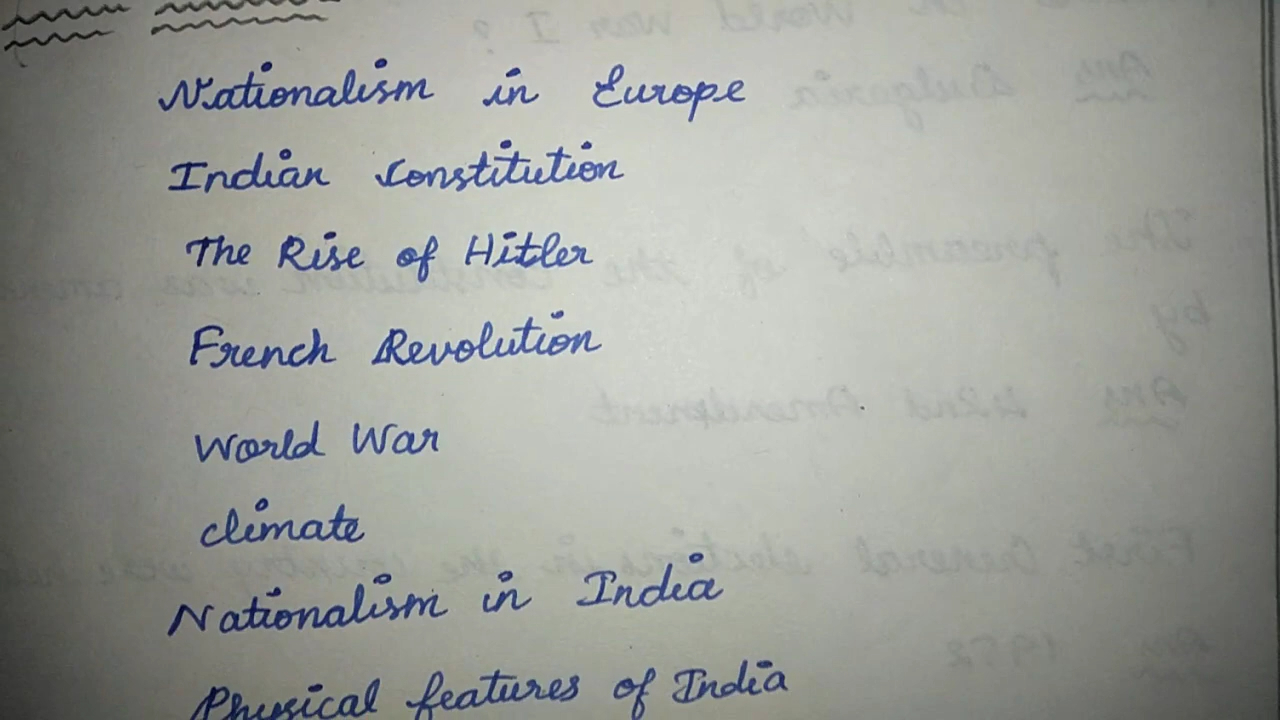 Nationalism in Europe
Indian Constitution
The Rise of Hitler
French Revolution
World War
climate
Nationalism in India
Physical features of India